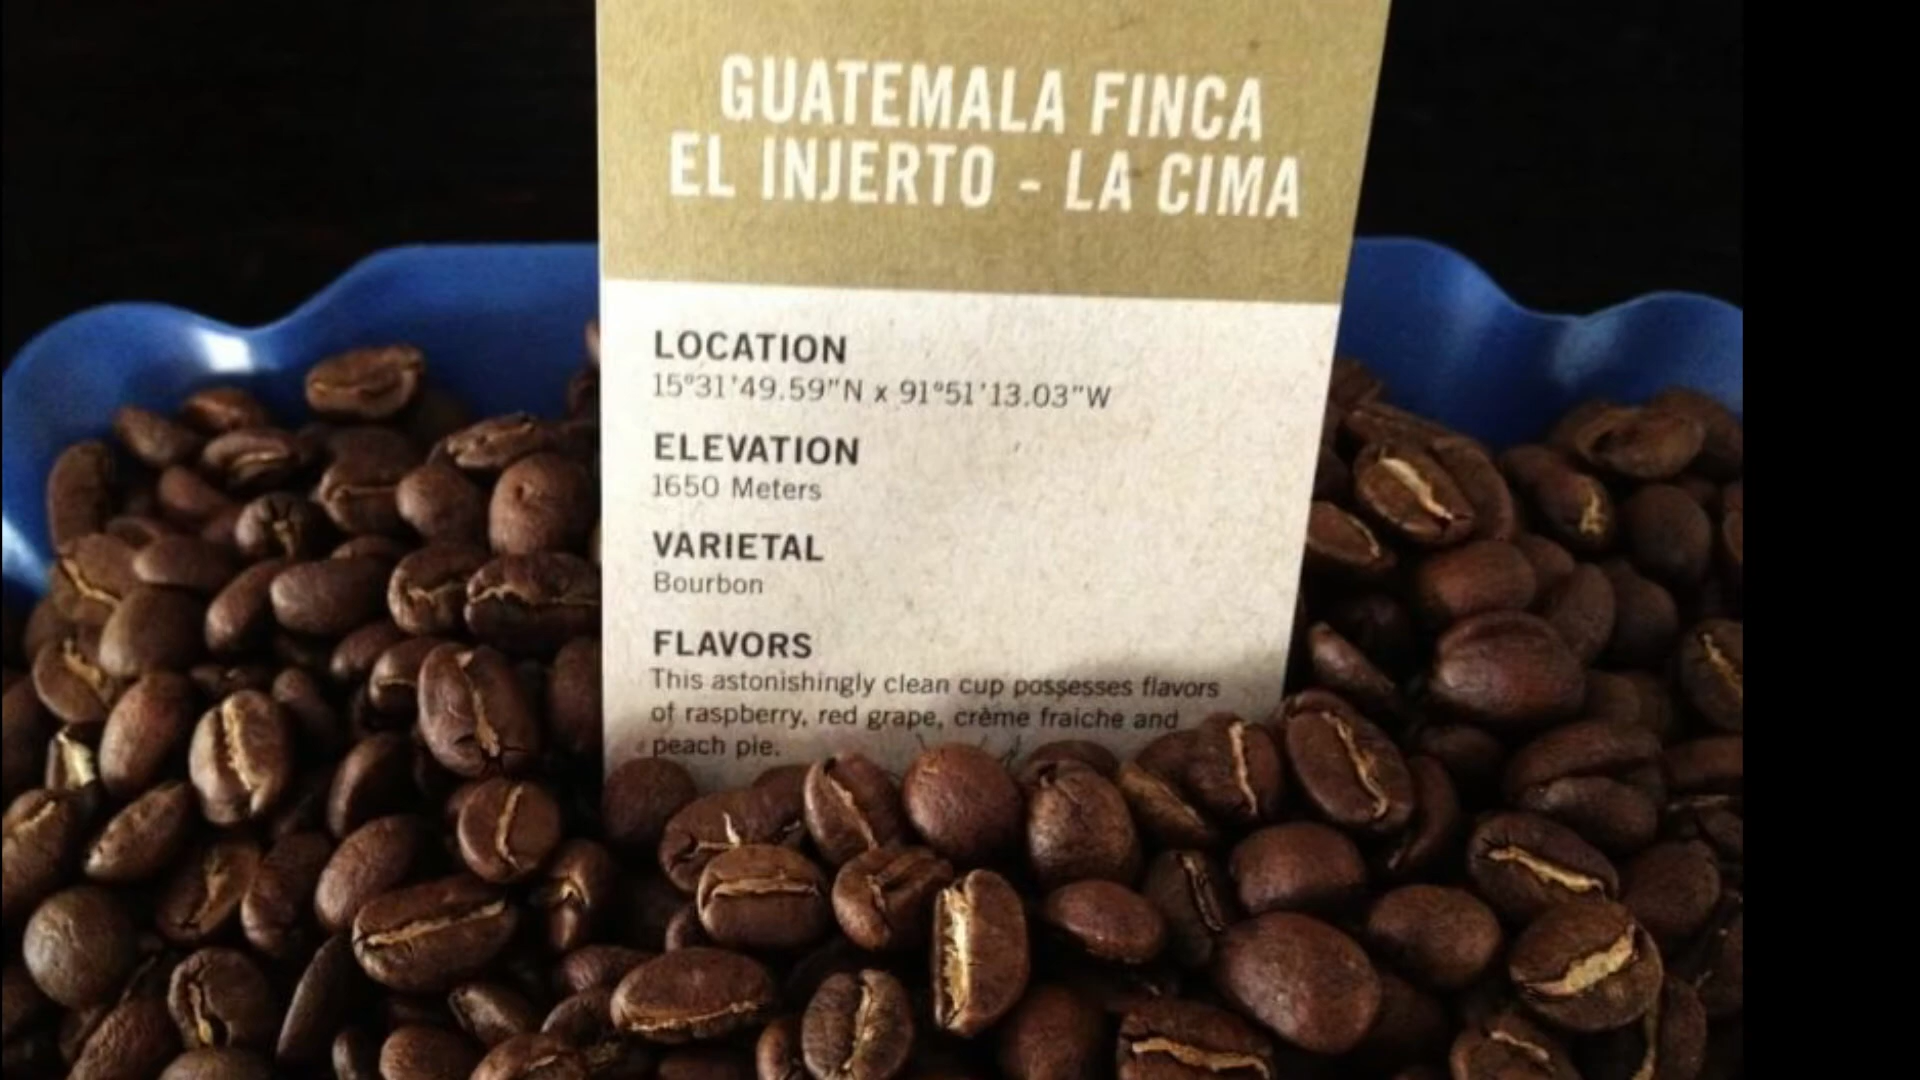 GUATEMALA FINCA
EL INJERTO - LA CIMA
LOCATION
15°31'49.59"N x 91°51'13.03"W
ELEVATION
1650 Meters
VARIETAL
Bourbon
FLAVORS
This astonishingly clean cup possesses flavors
of raspberry, red grape, crème fraiche and
peach pie.